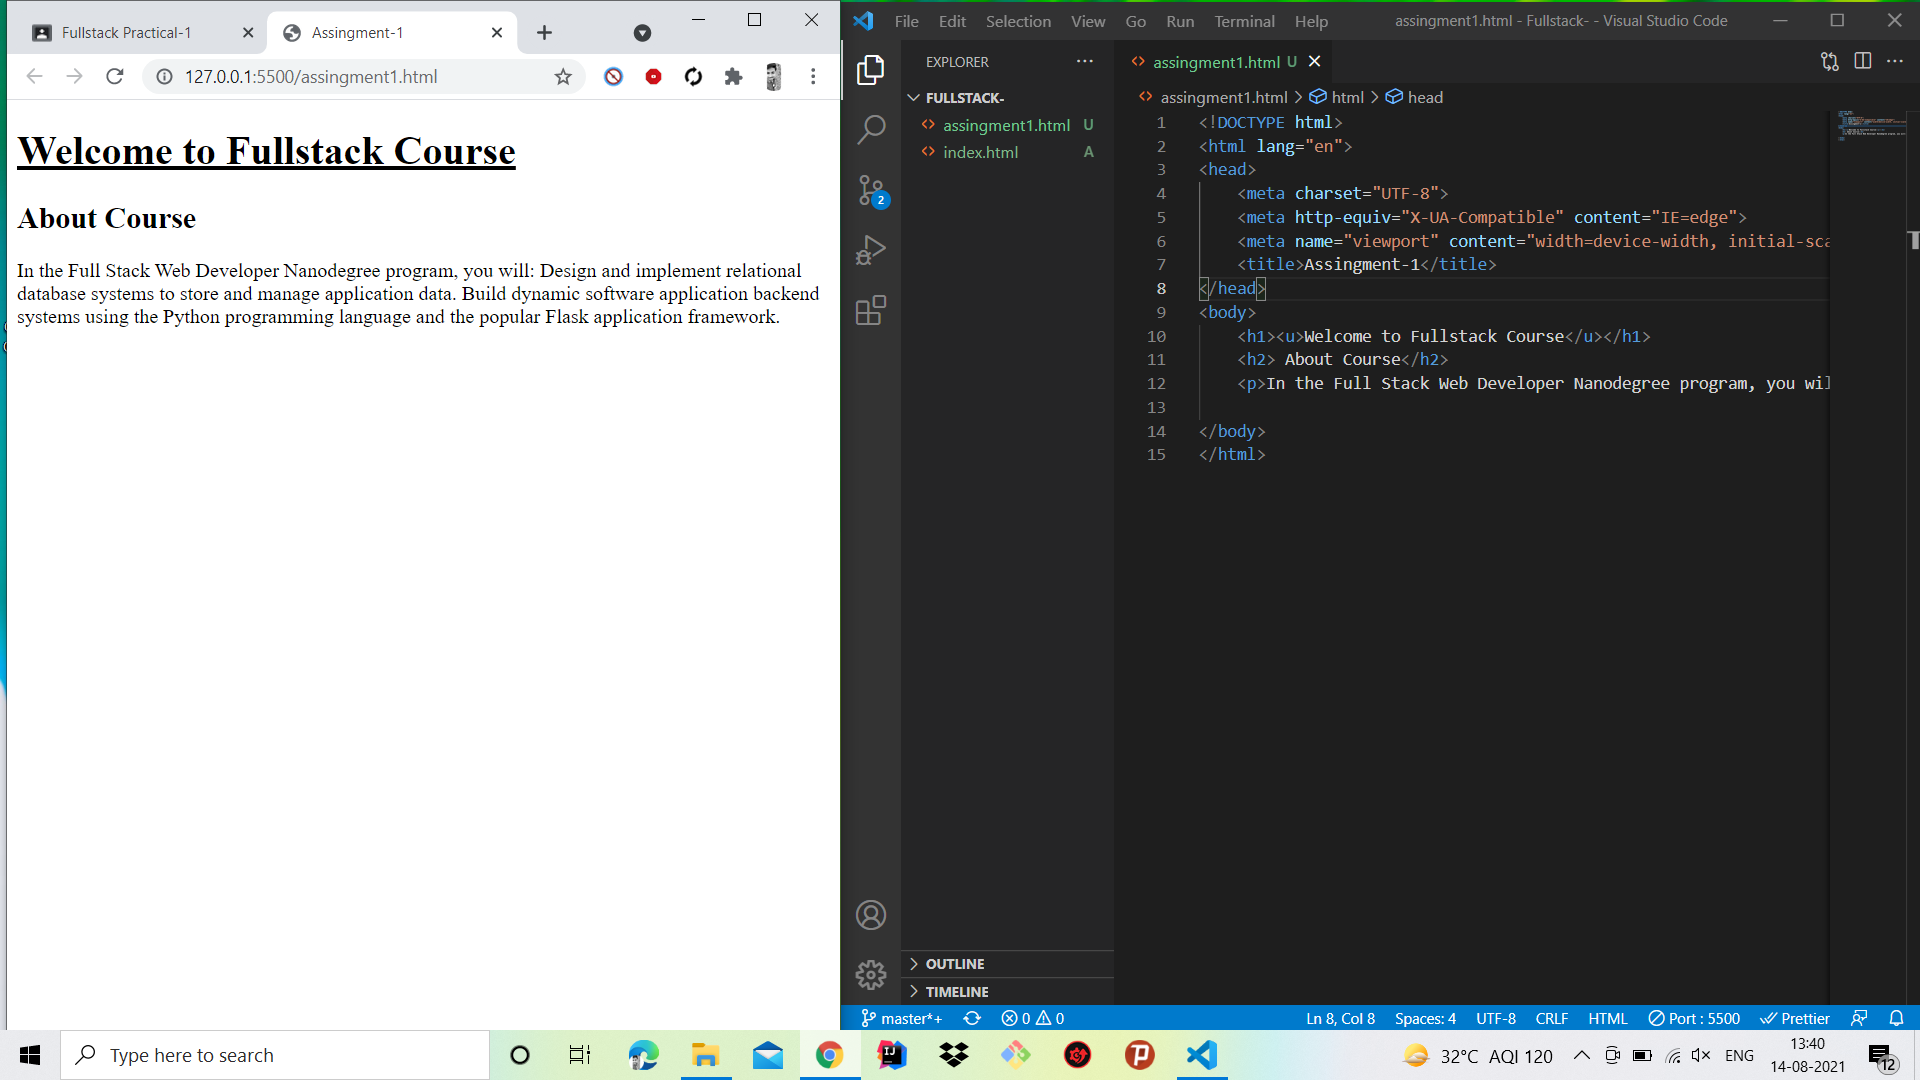 Fullstack Practical-1
Assingment-1
127.0.0.1:5500/assingment1.html
Welcome to Fullstack Course
About Course
In the Full Stack Web Developer Nanodegree program, you will: Design and implement relational
database systems to store and manage application data. Build dynamic software application backend
systems using the Python programming language and the popular Flask application framework.
File Edit Selection View Go Run Terminal Help
assingment1.html - Fullstack- - Visual Studio Code
EXPLORER
FULLSTACK-
assingment1.html U
index.html A
2
assingment1.html U
assingment1.html > html > head
1 <!DOCTYPE html>
2 <html lang="en">
3 <head>
4 <meta charset="UTF-8">
5 <meta http-equiv="X-UA-Compatible" content="IE=edge">
6 <meta name="viewport" content="width=device-width, initial-sca
7 <title>Assingment-1</title>
8 </head>
9 <body>
10 <h1><u>Welcome to Fullstack Course</u></h1>
11 <h2> About Course</h2>
12 <p>In the Full Stack Web Developer Nanodegree program, you wil
13
14 </body>
15 </html>
OUTLINE
TIMELINE
master*+ 0 0 Ln 8, Col 8 Spaces: 4 UTF-8 CRLF HTML Port : 5500 Prettier
Type here to search
32°C AQI 120
ENG
13:40
14-08-2021
12